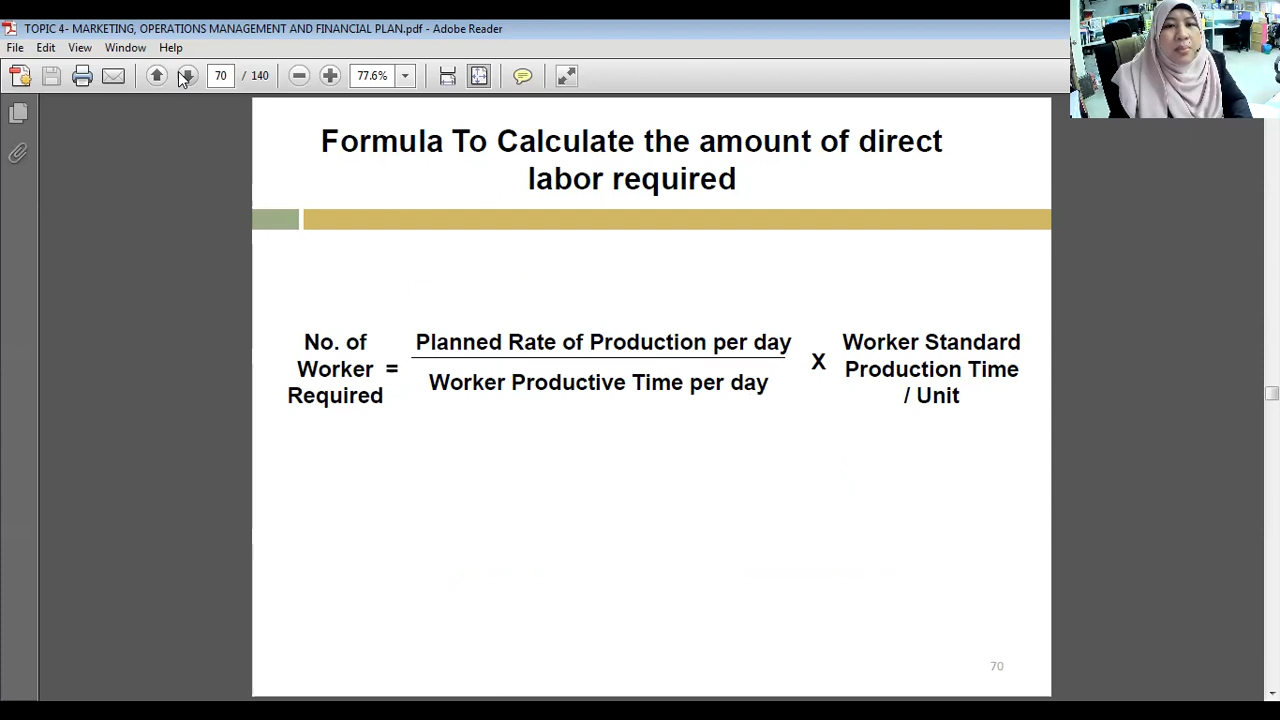 TOPIC 4- MARKETING, OPERATIONS MANAGEMENT AND FINANCIAL PLAN.pdf - Adobe Reader
File Edit View Window Help
70 / 140 77.6%
Formula To Calculate the amount of direct
labor required
No. of
Worker =
Required
Planned Rate of Production per day
Worker Productive Time per day
X
Worker Standard
Production Time
/ Unit
70